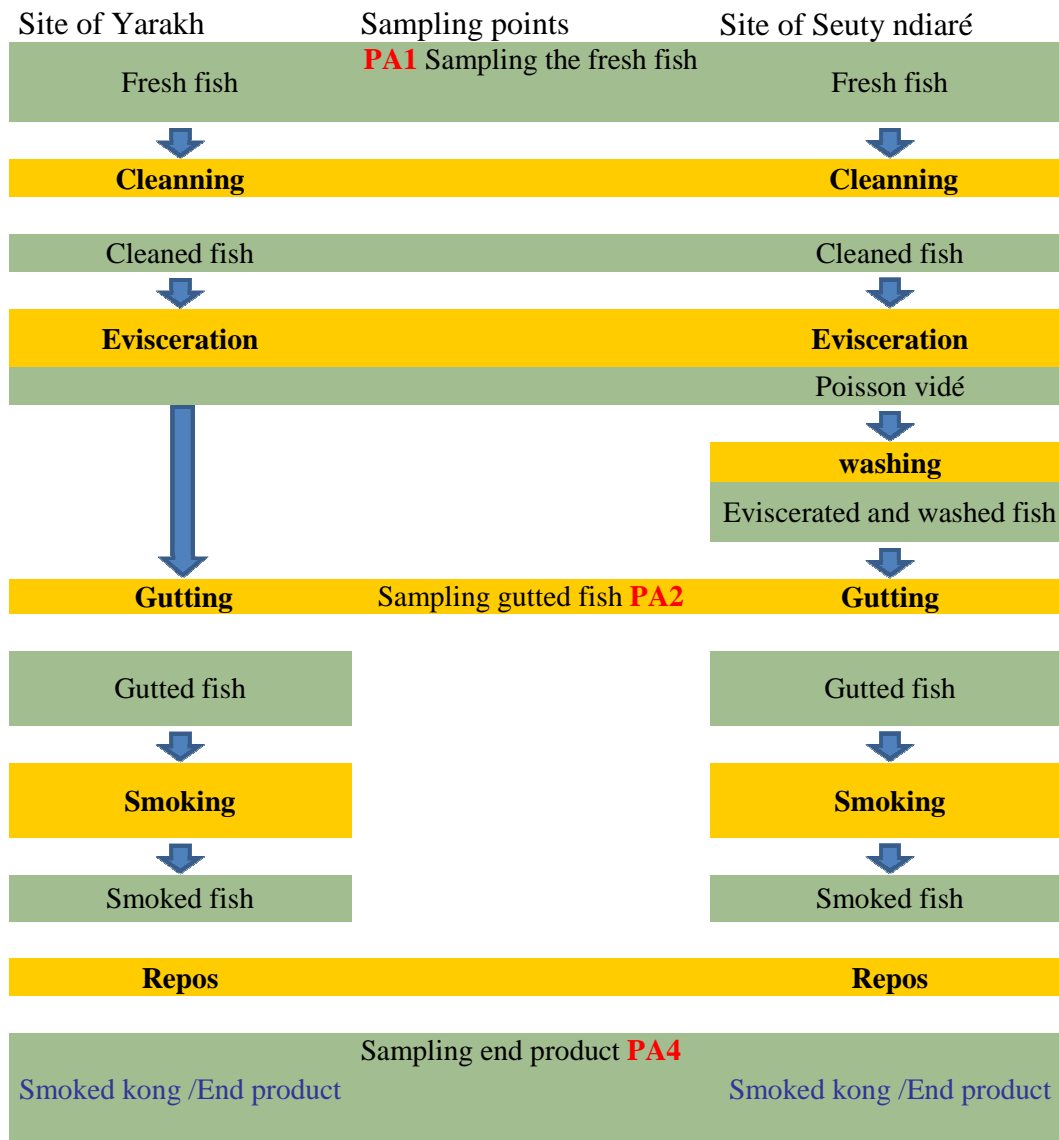 Site of Yarakh Sampling points Site of Seuty ndiaré
PA1 Sampling the fresh fish
Fresh fish Fresh fish
Cleanning Cleanning
Cleaned fish Cleaned fish
Evisceration Evisceration
Poisson vidé
washing
Eviscerated and washed fish
Gutting Sampling gutted fish PA2 Gutting
Gutted fish Gutted fish
Smoking Smoking
Smoked fish Smoked fish
Repos Repos
Sampling end product PA4
Smoked kong /End product Smoked kong /End product